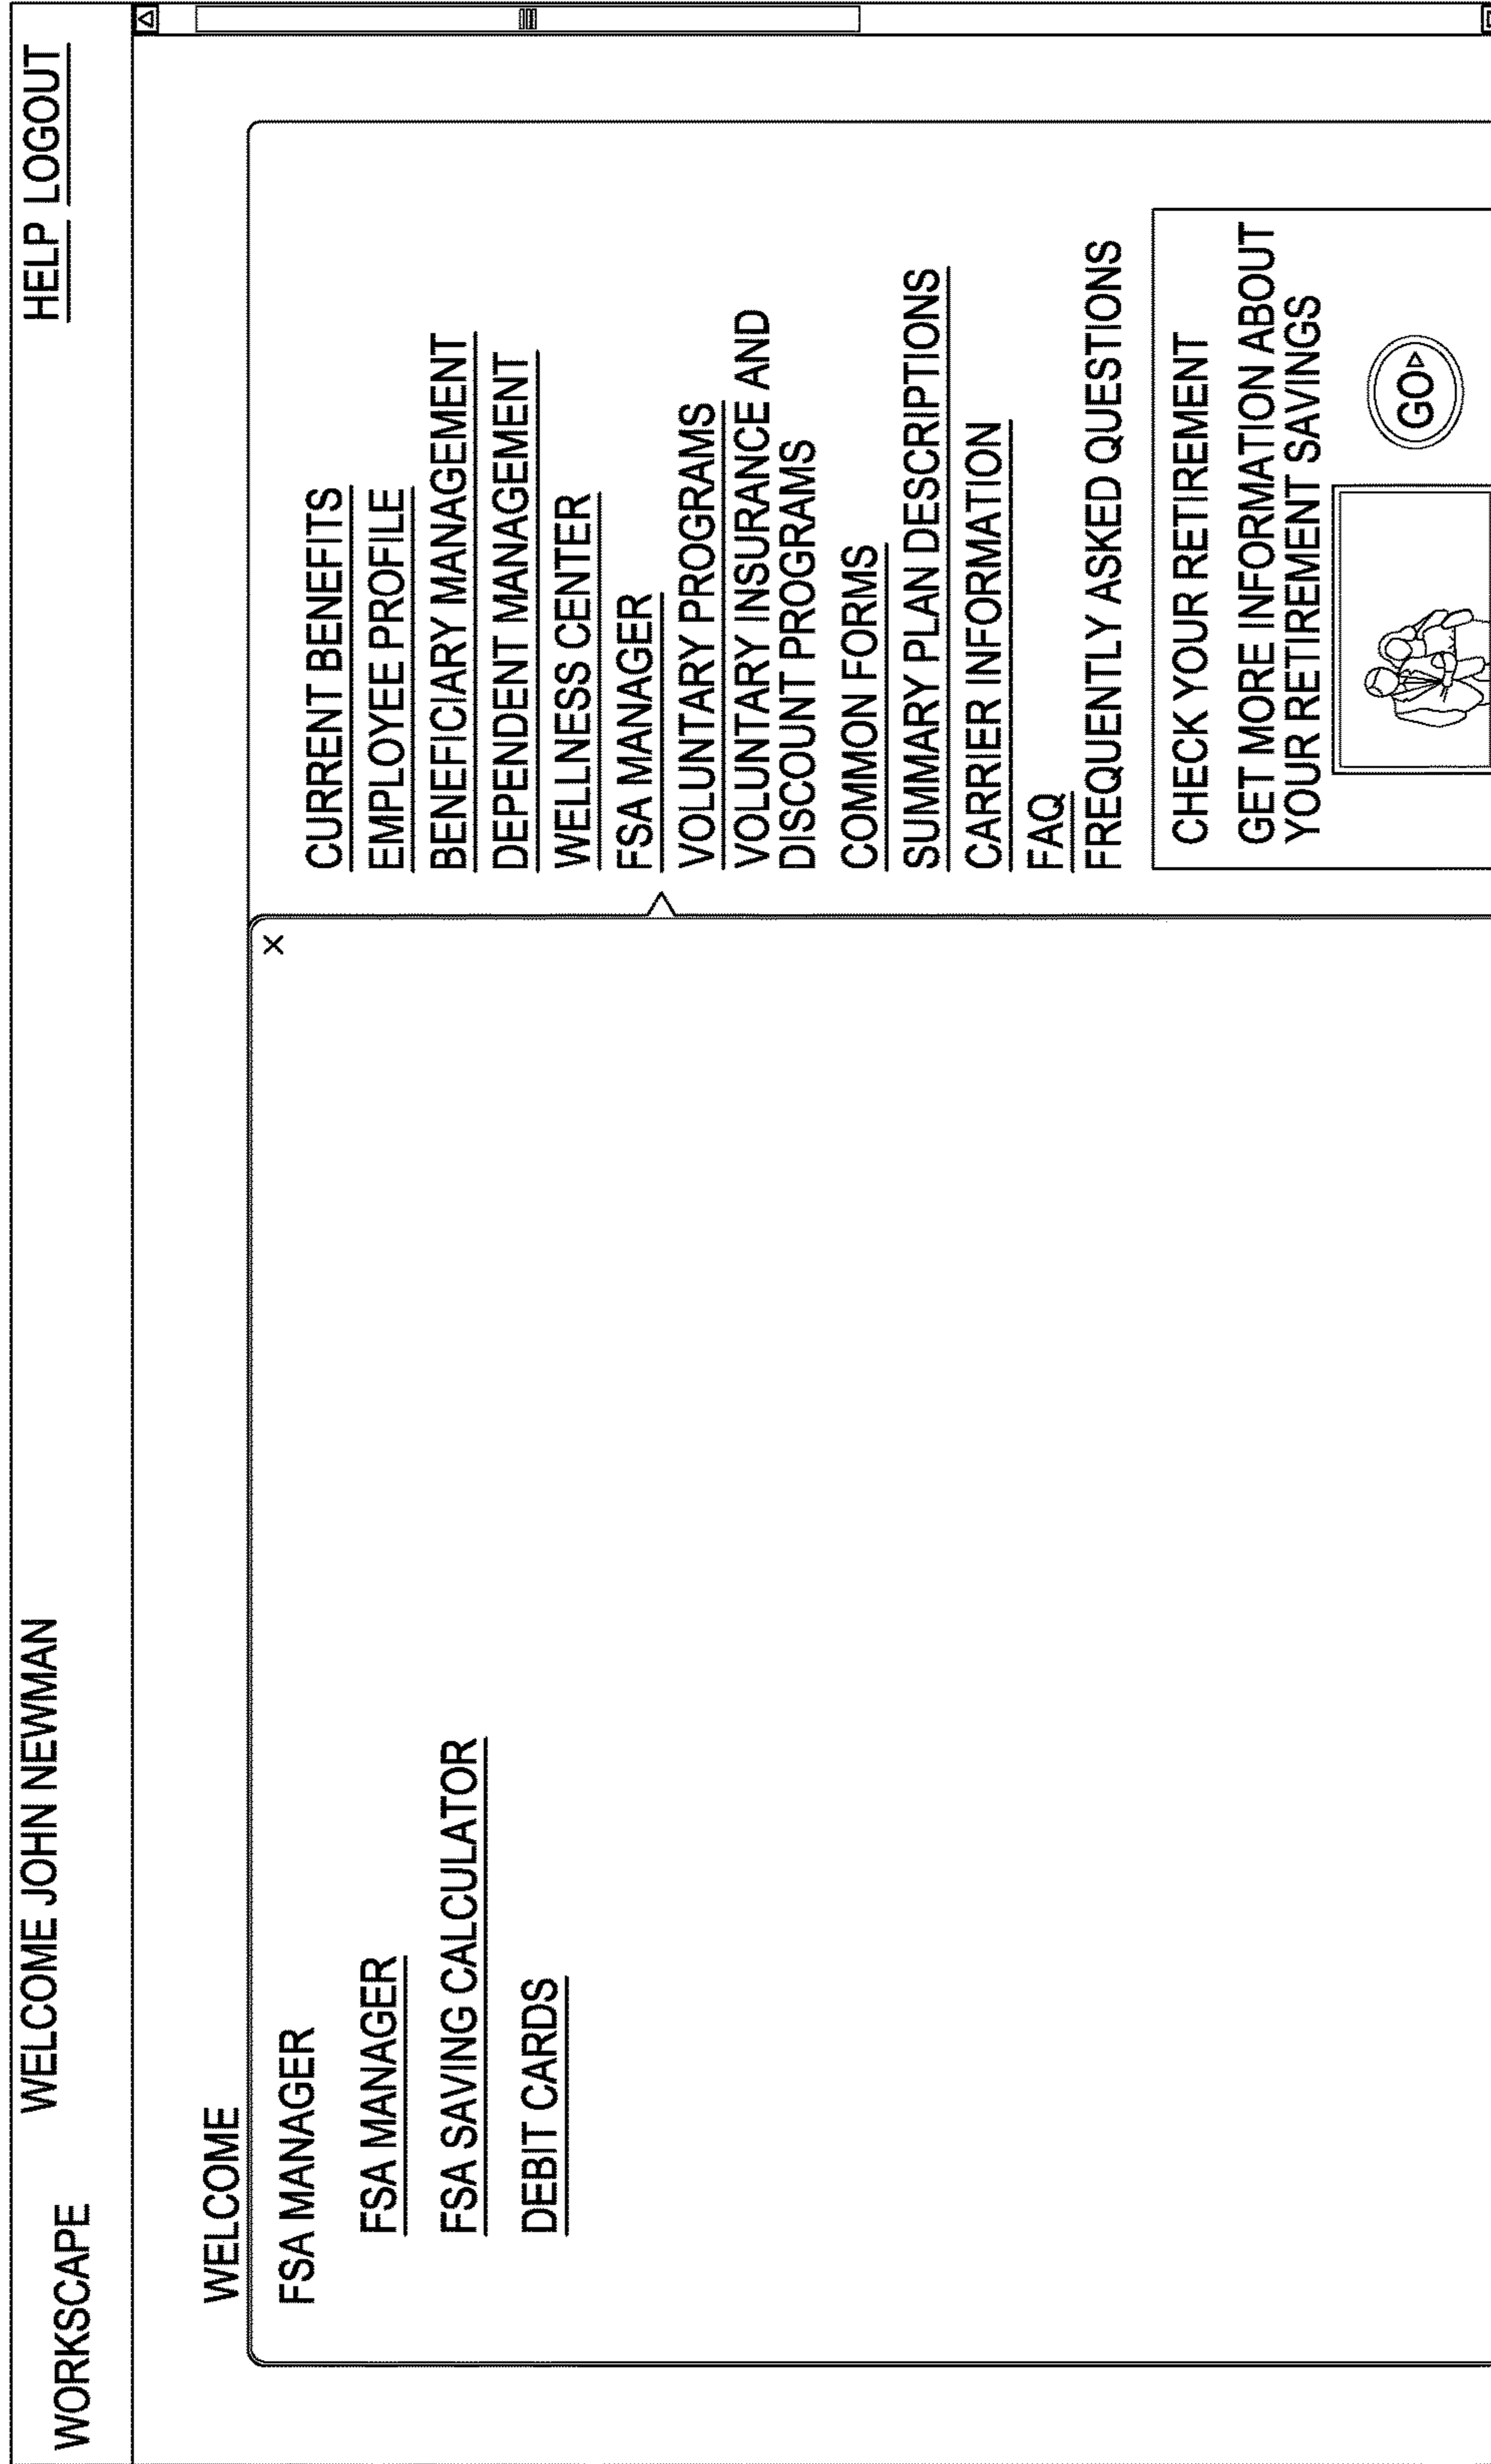 WORKSCAPE
WELCOME JOHN NEWMAN
HELP LOGOUT
WELCOME
FSA MANAGER
X
FSA MANAGER
FSA SAVING CALCULATOR
DEBIT CARDS
CURRENT BENEFITS
EMPLOYEE PROFILE
BENEFICIARY MANAGEMENT
DEPENDENT MANAGEMENT
WELLNESS CENTER
FSA MANAGER
VOLUNTARY PROGRAMS
VOLUNTARY INSURANCE AND
DISCOUNT PROGRAMS
COMMON FORMS
SUMMARY PLAN DESCRIPTIONS
CARRIER INFORMATION
FAQ
FREQUENTLY ASKED QUESTIONS
CHECK YOUR RETIREMENT
GET MORE INFORMATION ABOUT
YOUR RETIREMENT SAVINGS
GO